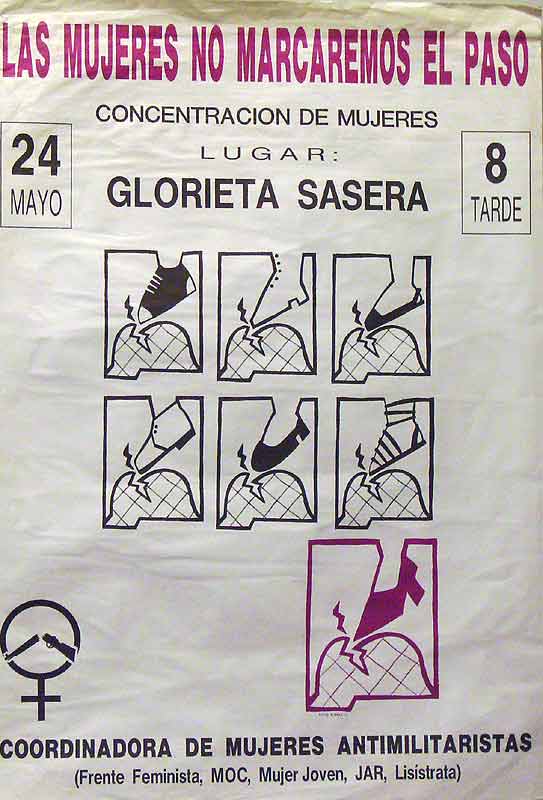 LAS MUJERES NO MARCAREMOS EL PASO
CONCENTRACION DE MUJERES
24
MAYO
LUGAR:
GLORIETA SASERA
8
TARDE
COORDINADORA DE MUJERES ANTIMILITARISTAS
(Frente Feminista, MOC, Mujer Joven, JAR, Lisístrata)